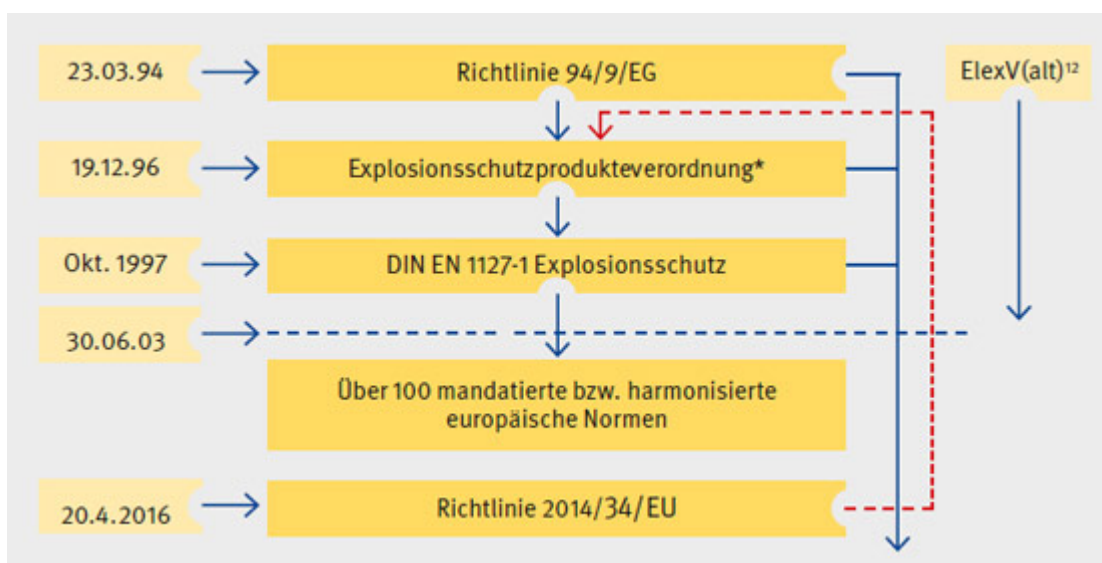 23.03.94
Richtlinie 94/9/EG
ElexV(alt)¹²
19.12.96
Explosionsschutzprodukteverordnung*
Okt. 1997
DIN EN 1127-1 Explosionsschutz
30.06.03
Über 100 mandatierte bzw. harmonisierte
europäische Normen
20.4.2016
Richtlinie 2014/34/EU